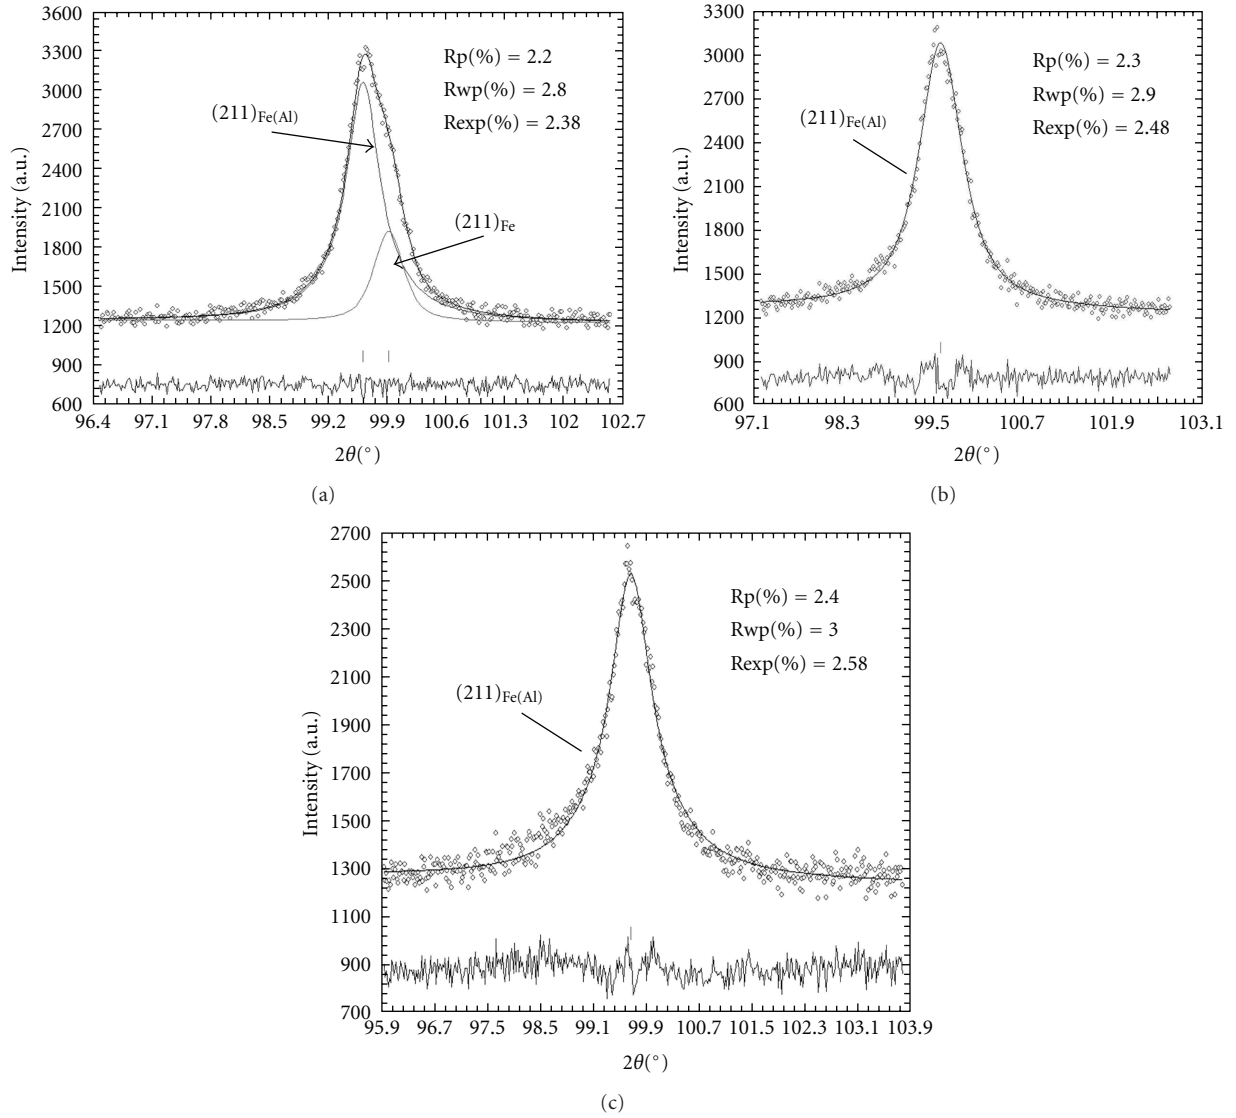 3300
3000
2700
2400
2100
1800
1500
1200
900
600
Intensity (a.u.)
Rp(%) = 2.2
Rwp(%) = 2.8
Rexp(%) = 2.38
(211)Fe(Al)
(211)Fe
96.4 97.1 97.8 98.5 99.2 99.9 100.6 101.3 102 102.7
2θ(°)
(a)
3300
3000
2700
2400
2100
1800
1500
1200
900
600
Intensity (a.u.)
Rp(%) = 2.3
Rwp(%) = 2.9
Rexp(%) = 2.48
(211)Fe(Al)
97.1 98.3 99.5 100.7 101.9 103.1
2θ(°)
(b)
2700
2500
2300
2100
1900
1700
1500
1300
1100
900
700
Intensity (a.u.)
Rp(%) = 2.4
Rwp(%) = 3
Rexp(%) = 2.58
(211)Fe(Al)
95.9 96.7 97.5 98.5 99.1 99.9 100.7 101.5 102.3 103.1 103.9
2θ(°)
(c)